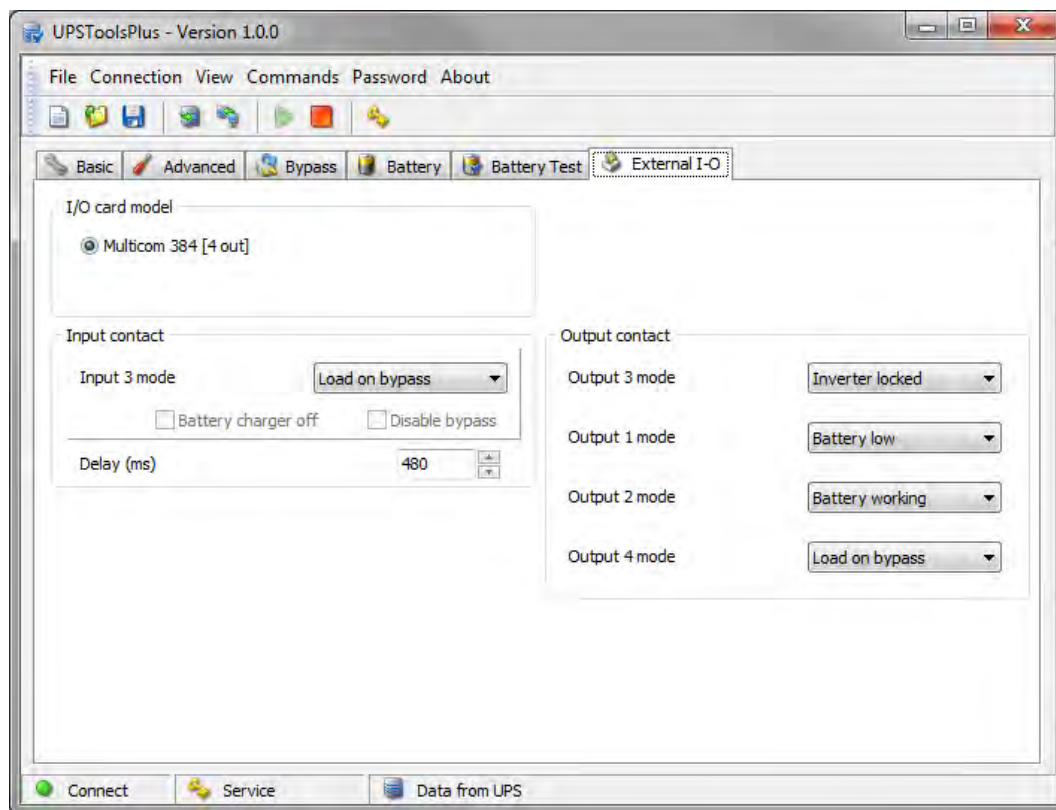 UPSToolsPlus - Version 1.0.0
File Connection View Commands Password About
Basic Advanced Bypass Battery Battery Test External I-O
I/O card model
Multicom 384 [4 out]
Input contact
Input 3 mode Load on bypass
Battery charger off Disable bypass
Delay (ms) 480
Output contact
Output 3 mode Inverter locked
Output 1 mode Battery low
Output 2 mode Battery working
Output 4 mode Load on bypass
Connect Service Data from UPS